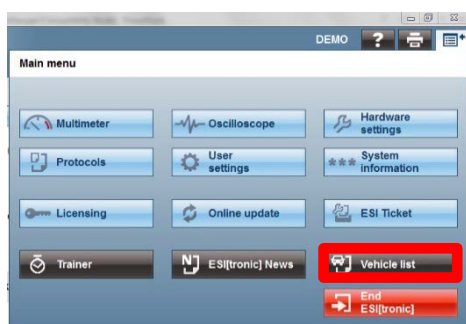 DEMO ?
Main menu
Multimeter
Oscilloscope
Hardware
settings
Protocols
User
settings
*** System
information
Licensing
Online update
ESI Ticket
Trainer
ESI[tronic] News
Vehicle list
End
ESI[tronic]